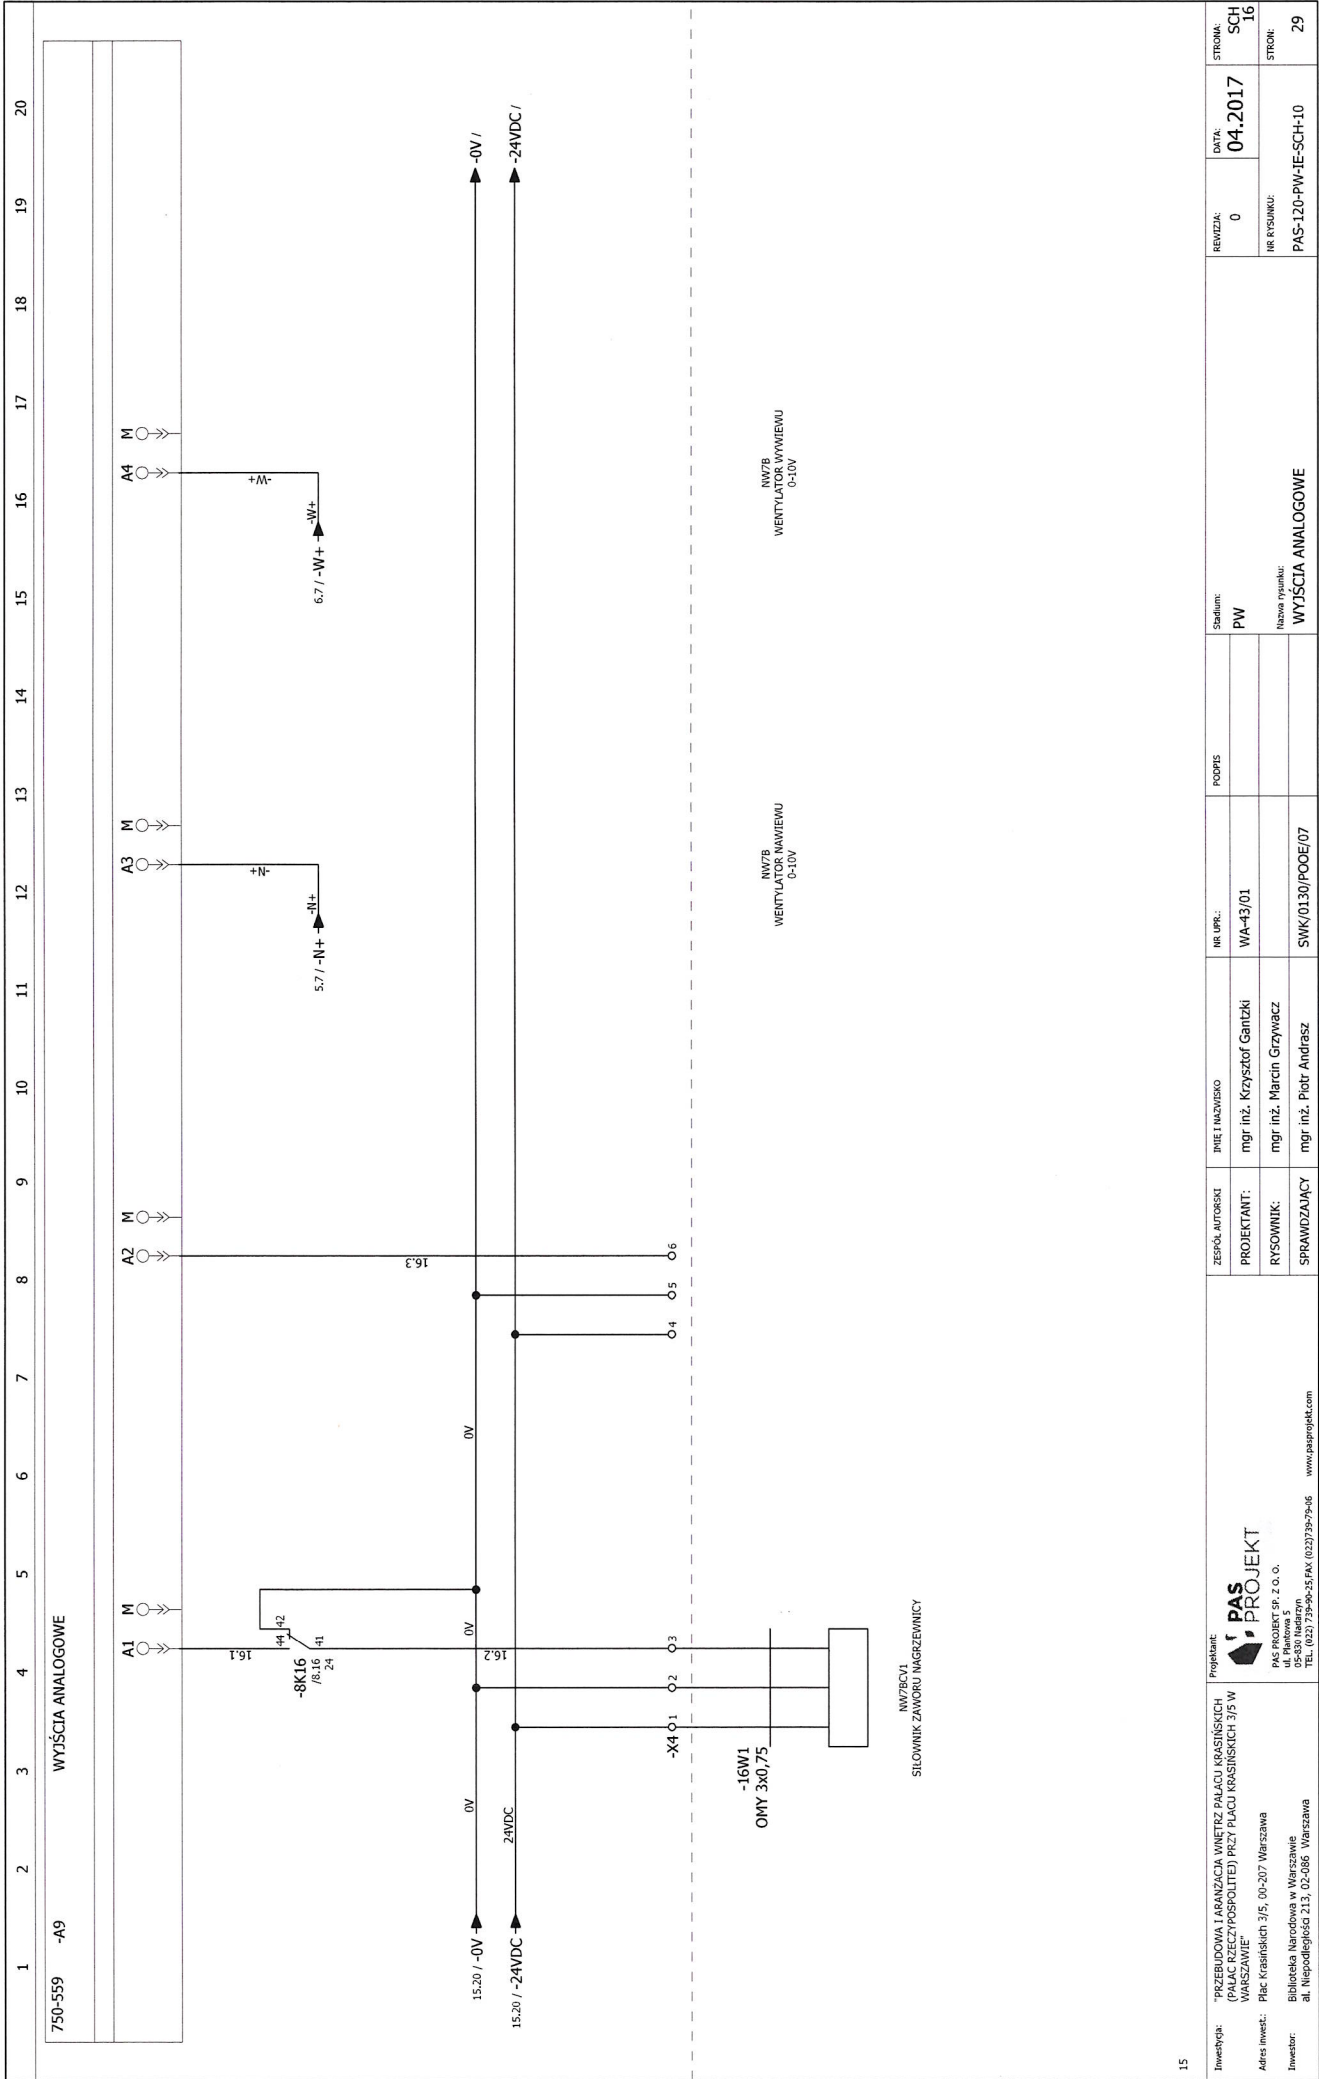 1 2 3 4 5 6 7 8 9 10 11 12 13 14 15 16 17 18 19 20
750-559 -A9 WYJŚCIA ANALOGOWE
A1 M A2 M A3 M A4 M
16.1
44 42
-8K16
/8.16
24
41
16.2
16.3
-N+
5.7 / -N+ -N+
-W+
6.7 / -W+ -W+
15.20 / -0V 0V 0V 0V -0V /
15.20 / -24VDC 24VDC -24VDC /
-X4 1 2 3 4 5 6
-16W1
OMY 3x0,75
NW7BCV1
SIŁOWNIK ZAWORU NAGRZEWNICY
NW7B
WENTYLATOR NAWIEWU
0-10V
NW7B
WENTYLATOR WYWIEWU
0-10V
15
Inwestycja: "PRZEBUDOWA I ARANŻACJA WNĘTRZ PAŁACU KRASIŃSKICH
(PAŁAC RZECZYPOSPOLITEJ) PRZY PLACU KRASIŃSKICH 3/5 W
WARSZAWIE"
Adres inwest.: Plac Krasińskich 3/5, 00-207 Warszawa
Inwestor: Biblioteka Narodowa w Warszawie
al. Niepodległości 213, 02-086 Warszawa
Projektant:
PAS
PROJEKT
PAS PROJEKT SP. Z O. O.
ul. Plantowa 5
05-830 Nadarzyn
TEL. (022) 739-90-25,FAX (022)739-79-06 www.pasprojekt.com
ZESPÓŁ AUTORSKI IMIĘ I NAZWISKO NR UPR.: PODPIS
PROJEKTANT: mgr inż. Krzysztof Gantzki WA-43/01
RYSOWNIK: mgr inż. Marcin Grzywacz
SPRAWDZAJĄCY mgr inż. Piotr Andrasz SWK/0130/POOE/07
Stadium:
PW
Nazwa rysunku:
WYJŚCIA ANALOGOWE
REWIZJA:
0
DATA:
04.2017
STRONA:
SCH
16
NR RYSUNKU:
PAS-120-PW-IE-SCH-10
STRON:
29